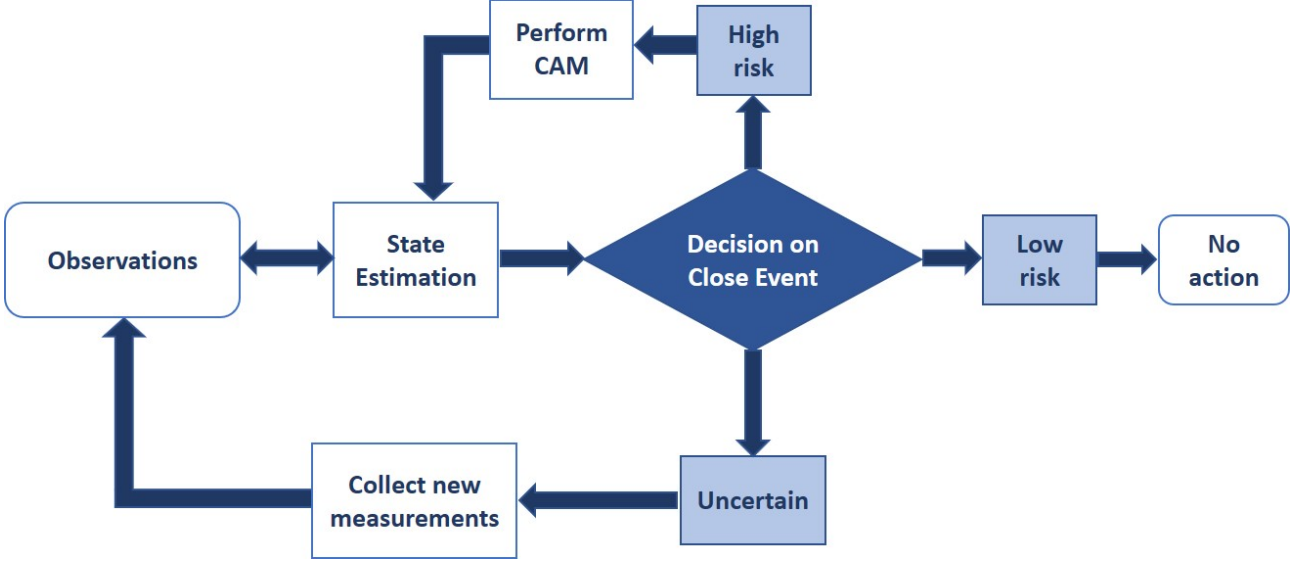 Perform
CAM
High
risk
Observations
State
Estimation
Decision on
Close Event
Low
risk
No
action
Collect new
measurements
Uncertain